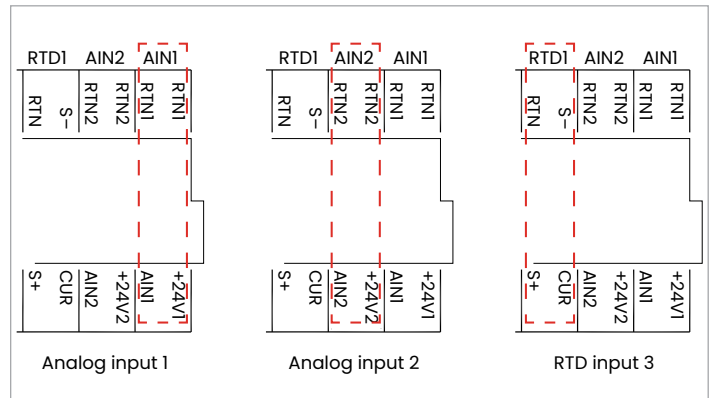 RTD1 AIN2 AIN1
RTN S– RTN2 RTN2 RTN1 RTN1
S+ CUR AIN2 +24V2 AIN1 +24V1
Analog input 1
RTD1 AIN2 AIN1
RTN S– RTN2 RTN2 RTN1 RTN1
S+ CUR AIN2 +24V2 AIN1 +24V1
Analog input 2
RTD1 AIN2 AIN1
RTN S– RTN2 RTN2 RTN1 RTN1
S+ CUR AIN2 +24V2 AIN1 +24V1
RTD input 3